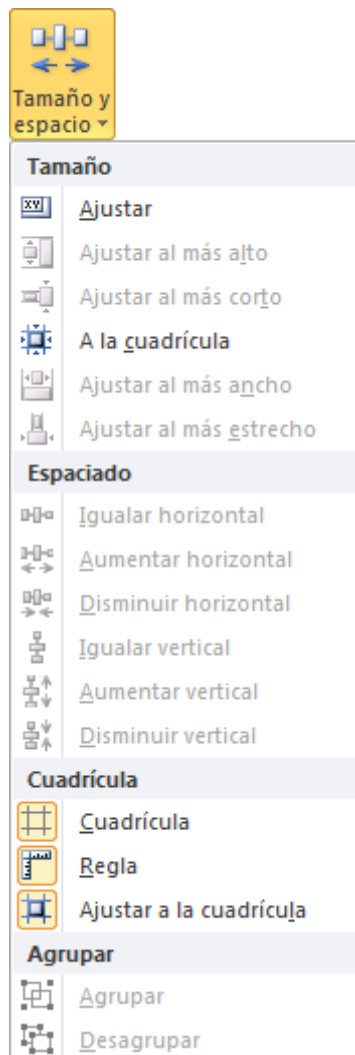 Tamaño y
espacio
Tamaño
Ajustar
Ajustar al más alto
Ajustar al más corto
A la cuadrícula
Ajustar al más ancho
Ajustar al más estrecho
Espaciado
Igualar horizontal
Aumentar horizontal
Disminuir horizontal
Igualar vertical
Aumentar vertical
Disminuir vertical
Cuadrícula
Cuadrícula
Regla
Ajustar a la cuadrícula
Agrupar
Agrupar
Desagrupar